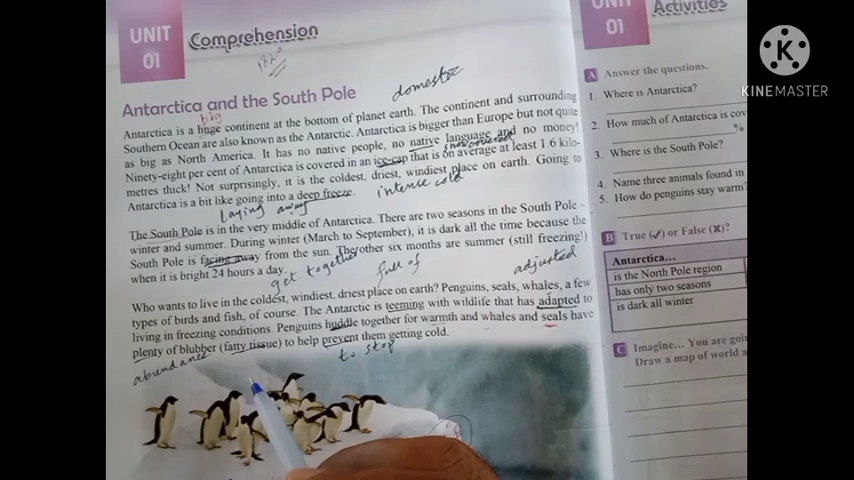 UNIT
01
Comprehension
182°
Antarctica and the South Pole
domestic
big
Antarctica is a huge continent at the bottom of planet earth. The continent and surrounding
Southern Ocean are also known as the Antarctic. Antarctica is bigger than Europe but not quite
as big as North America. It has no native people, no native language and no money!
snow covered
Ninety-eight per cent of Antarctica is covered in an ice-cap that is on average at least 1.6 kilo-
metres thick! Not surprisingly, it is the coldest, driest, windiest place on earth. Going to
Antarctica is a bit like going into a deep freeze.
intense cold
Laying away
The South Pole is in the very middle of Antarctica. There are two seasons in the South Pole -
winter and summer. During winter (March to September), it is dark all the time because the
South Pole is facing away from the sun. The other six months are summer (still freezing!)
when it is bright 24 hours a day.
get together
full of
adjusted
Who wants to live in the coldest, windiest, driest place on earth? Penguins, seals, whales, a few
types of birds and fish, of course. The Antarctic is teeming with wildlife that has adapted to
living in freezing conditions. Penguins huddle together for warmth and whales and seals have
plenty of blubber (fatty tissue) to help prevent them getting cold.
abundance
to stop
UNIT
01
Activities
A Answer the questions.
1. Where is Antarctica?
2. How much of Antarctica is cov
%
3. Where is the South Pole?
4. Name three animals found in
5. How do penguins stay warm?
B True (✓) or False (✗)?
Antarctica...
is the North Pole region
has only two seasons
is dark all winter
C Imagine... You are goi
Draw a map of world a
KINEMASTER